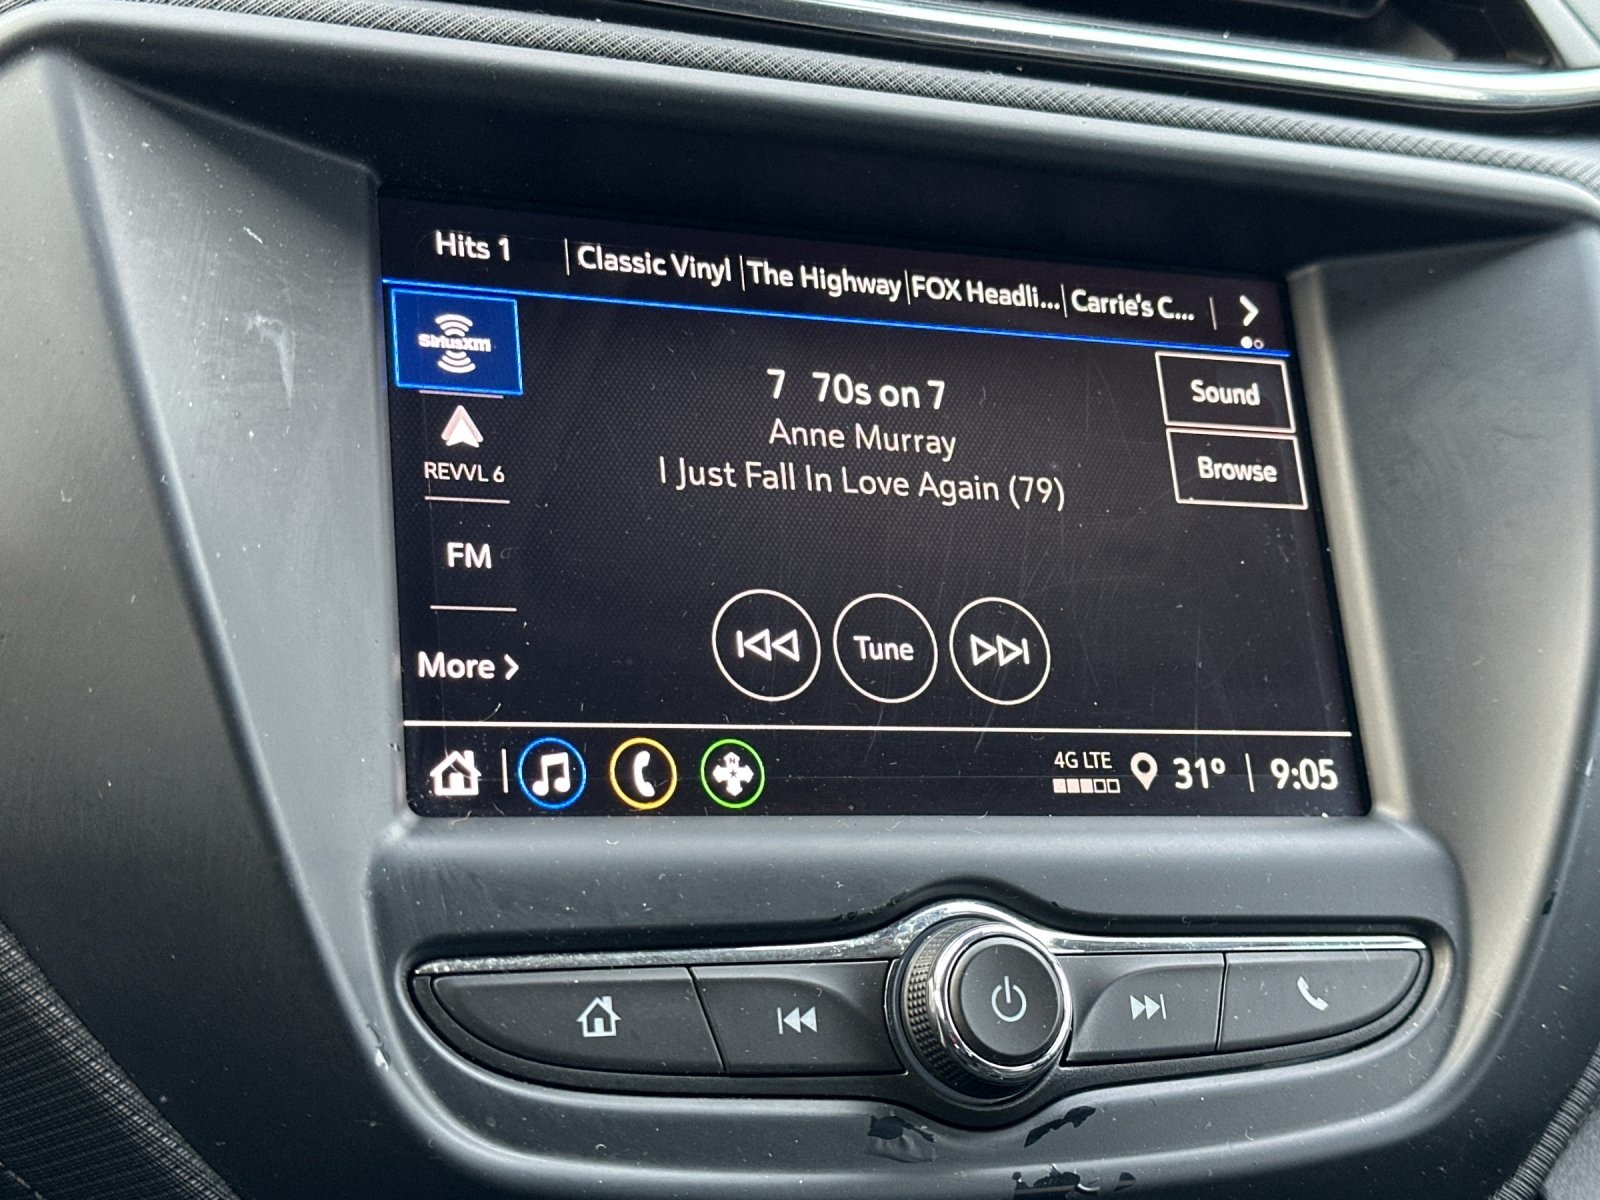 Hits 1 | Classic Vinyl | The Highway | FOX Headli... | Carrie's C... |
SiriusXM
Sound
7 70s on 7
Anne Murray
I Just Fall In Love Again (79)
Browse
REVVL 6
FM
More
Tune
4G LTE
31° | 9:05